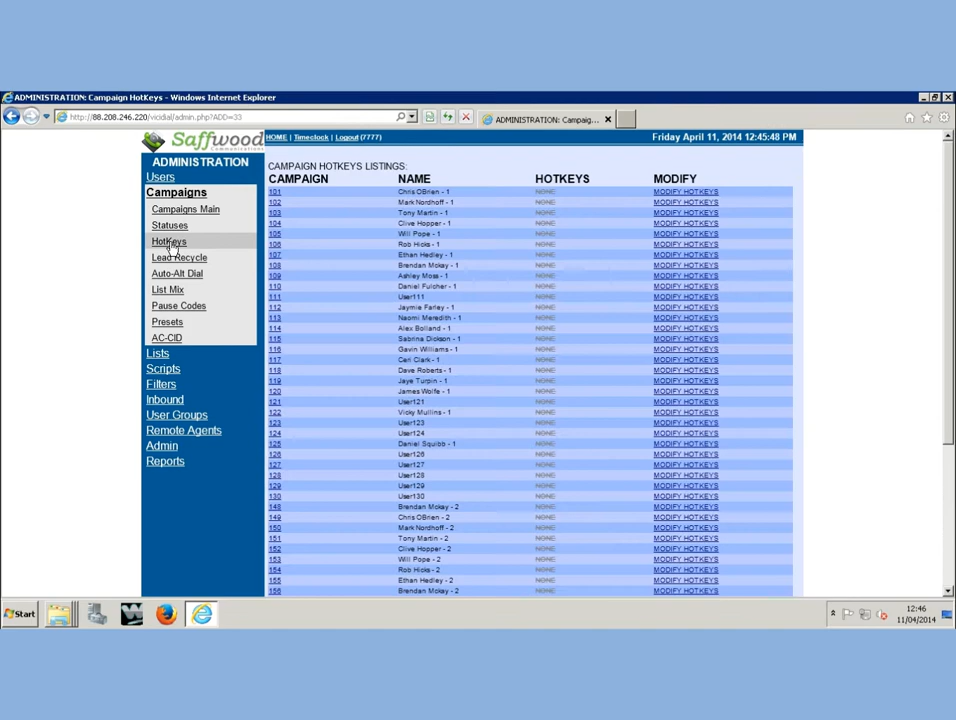 ADMINISTRATION: Campaign HotKeys - Windows Internet Explorer
http://88.208.246.220/vicidial/admin.php?ADD=33
ADMINISTRATION: Campaig...
Saffwood
HOME | Timeclock | Logout (7777)
Friday April 11, 2014 12:45:48 PM
ADMINISTRATION
Users
Campaigns
Campaigns Main
Statuses
HotKeys
Lead Recycle
Auto-Alt Dial
List Mix
Pause Codes
Presets
AC-CID
Lists
Scripts
Filters
Inbound
User Groups
Remote Agents
Admin
Reports
CAMPAIGN HOTKEYS LISTINGS:
CAMPAIGN NAME HOTKEYS MODIFY
101 Chris OBrien - 1 NONE MODIFY HOTKEYS
102 Mark Nordhoff - 1 NONE MODIFY HOTKEYS
103 Tony Martin - 1 NONE MODIFY HOTKEYS
104 Clive Hopper - 1 NONE MODIFY HOTKEYS
105 Will Pope - 1 NONE MODIFY HOTKEYS
106 Rob Hicks - 1 NONE MODIFY HOTKEYS
107 Ethan Hedley - 1 NONE MODIFY HOTKEYS
108 Brendan Mckay - 1 NONE MODIFY HOTKEYS
109 Ashley Moss - 1 NONE MODIFY HOTKEYS
110 Daniel Fulcher - 1 NONE MODIFY HOTKEYS
111 User111 NONE MODIFY HOTKEYS
112 Jaymie Farley - 1 NONE MODIFY HOTKEYS
113 Naomi Meredith - 1 NONE MODIFY HOTKEYS
114 Alex Bolland - 1 NONE MODIFY HOTKEYS
115 Sabrina Dickson - 1 NONE MODIFY HOTKEYS
116 Gavin Williams - 1 NONE MODIFY HOTKEYS
117 Ceri Clark - 1 NONE MODIFY HOTKEYS
118 Dave Roberts - 1 NONE MODIFY HOTKEYS
119 Jaye Turpin - 1 NONE MODIFY HOTKEYS
120 James Wolfe - 1 NONE MODIFY HOTKEYS
121 User121 NONE MODIFY HOTKEYS
122 Vicky Mullins - 1 NONE MODIFY HOTKEYS
123 User123 NONE MODIFY HOTKEYS
124 User124 NONE MODIFY HOTKEYS
125 Daniel Squibb - 1 NONE MODIFY HOTKEYS
126 User126 NONE MODIFY HOTKEYS
127 User127 NONE MODIFY HOTKEYS
128 User128 NONE MODIFY HOTKEYS
129 User129 NONE MODIFY HOTKEYS
130 User130 NONE MODIFY HOTKEYS
148 Brendan Mckay - 2 NONE MODIFY HOTKEYS
149 Chris OBrien - 2 NONE MODIFY HOTKEYS
150 Mark Nordhoff - 2 NONE MODIFY HOTKEYS
151 Tony Martin - 2 NONE MODIFY HOTKEYS
152 Clive Hopper - 2 NONE MODIFY HOTKEYS
153 Will Pope - 2 NONE MODIFY HOTKEYS
154 Rob Hicks - 2 NONE MODIFY HOTKEYS
155 Ethan Hedley - 2 NONE MODIFY HOTKEYS
156 Brendan Mckay - 2 NONE MODIFY HOTKEYS
Start
12:46
11/04/2014